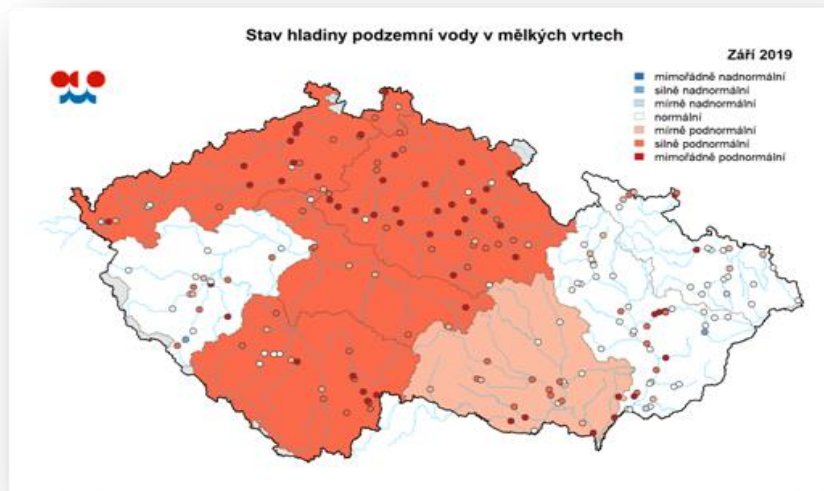 Stav hladiny podzemní vody v mělkých vrtech
Září 2019
mimořádně nadnormální
silně nadnormální
mírně nadnormální
normální
mírně podnormální
silně podnormální
mimořádně podnormální